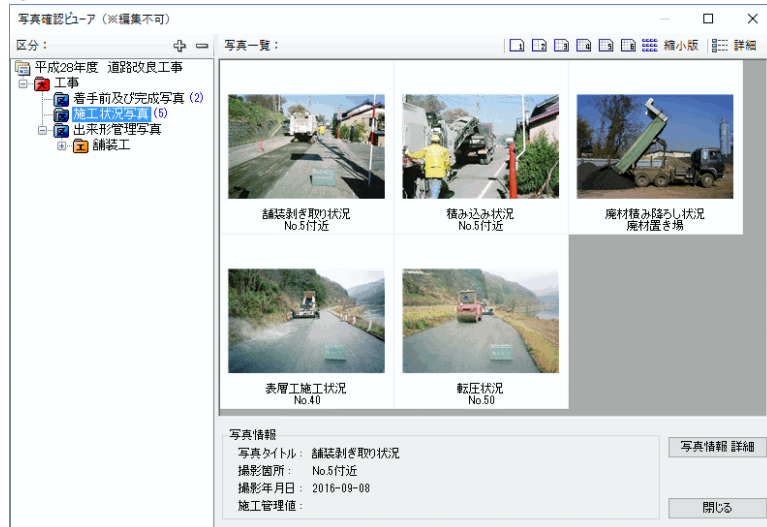 写真確認ビューア（※編集不可）
区分：
写真一覧：
1 2 3 4 5 6 縮小版 詳細
平成28年度 道路改良工事
工事
着手前及び完成写真 (2)
施工状況写真 (5)
出来形管理写真
舗装工
舗装剥ぎ取り状況
No.5付近
積み込み状況
No.5付近
廃材積み降ろし状況
廃材置き場
表層工施工状況
No.40
転圧状況
No.50
写真情報
写真タイトル： 舗装剥ぎ取り状況
撮影箇所： No.5付近
撮影年月日： 2016-09-08
施工管理値：
写真情報 詳細
閉じる